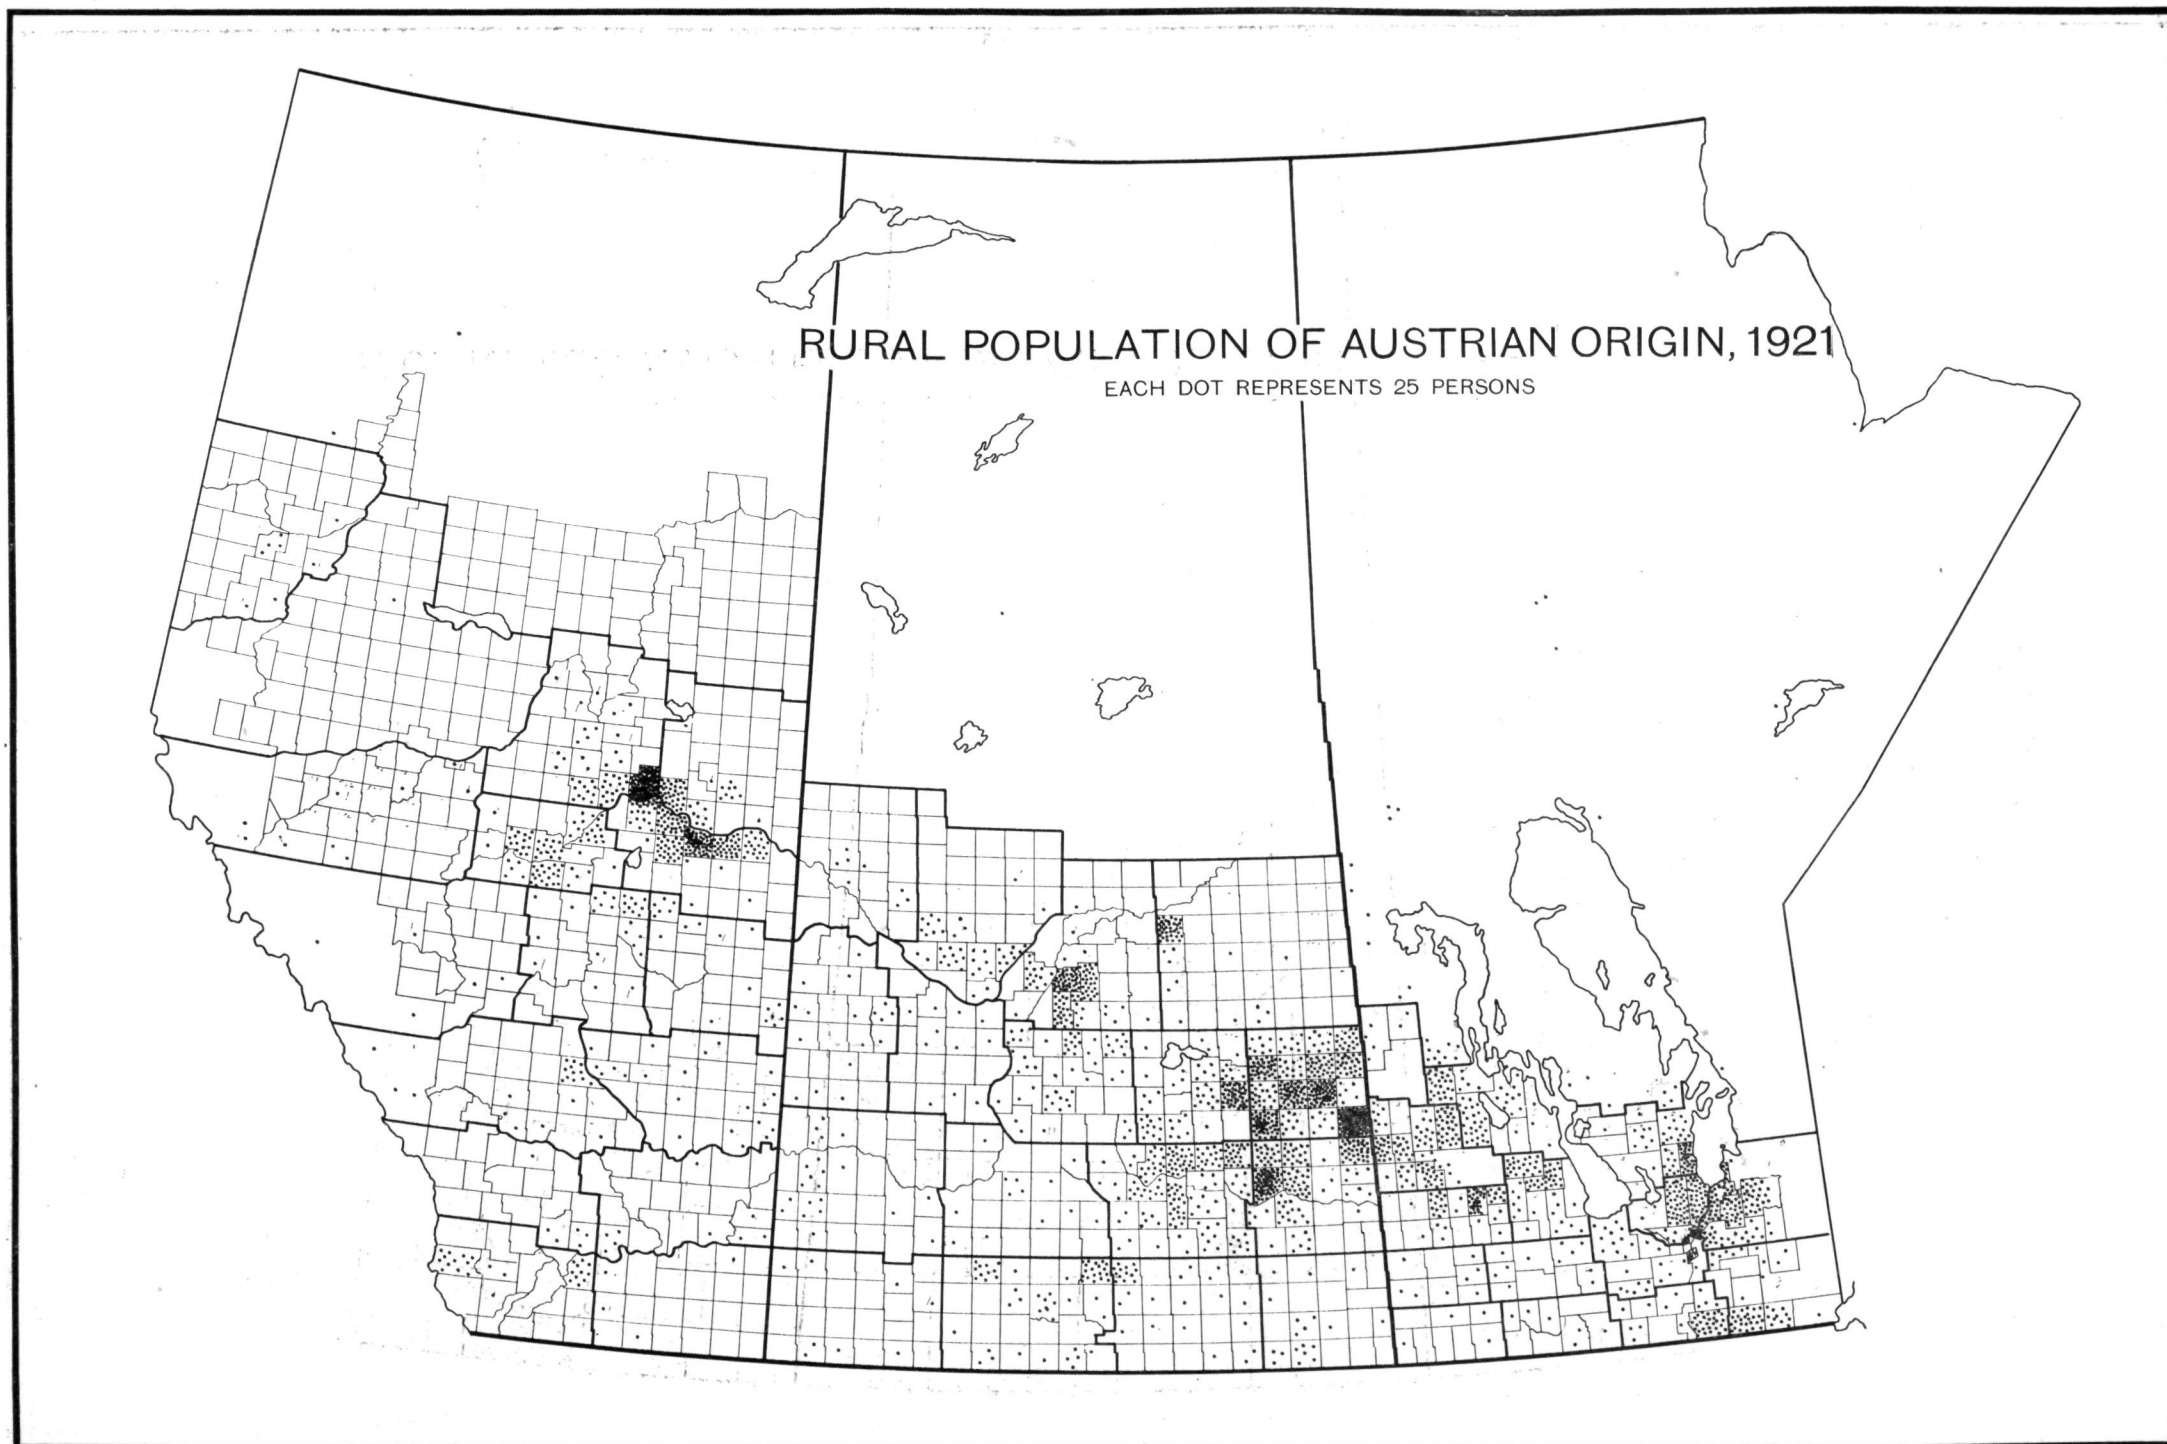 RURAL POPULATION OF AUSTRIAN ORIGIN, 1921
EACH DOT REPRESENTS 25 PERSONS